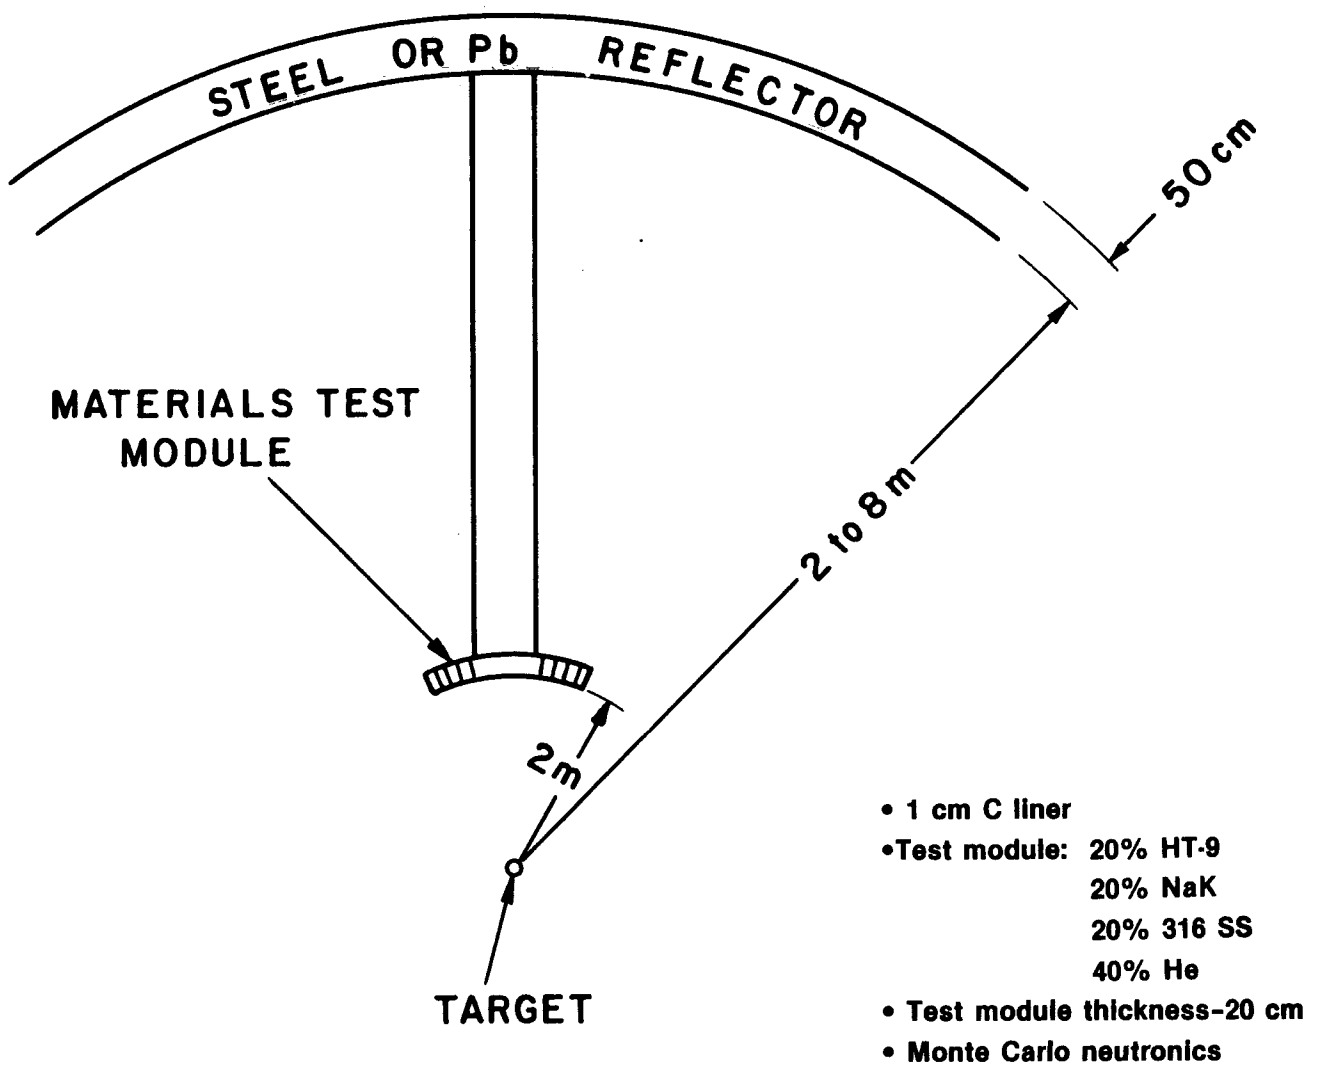 STEEL OR Pb REFLECTOR
50 cm
MATERIALS TEST
MODULE
2 to 8 m
2 m
TARGET
• 1 cm C liner
•Test module: 20% HT-9
20% NaK
20% 316 SS
40% He
• Test module thickness-20 cm
• Monte Carlo neutronics